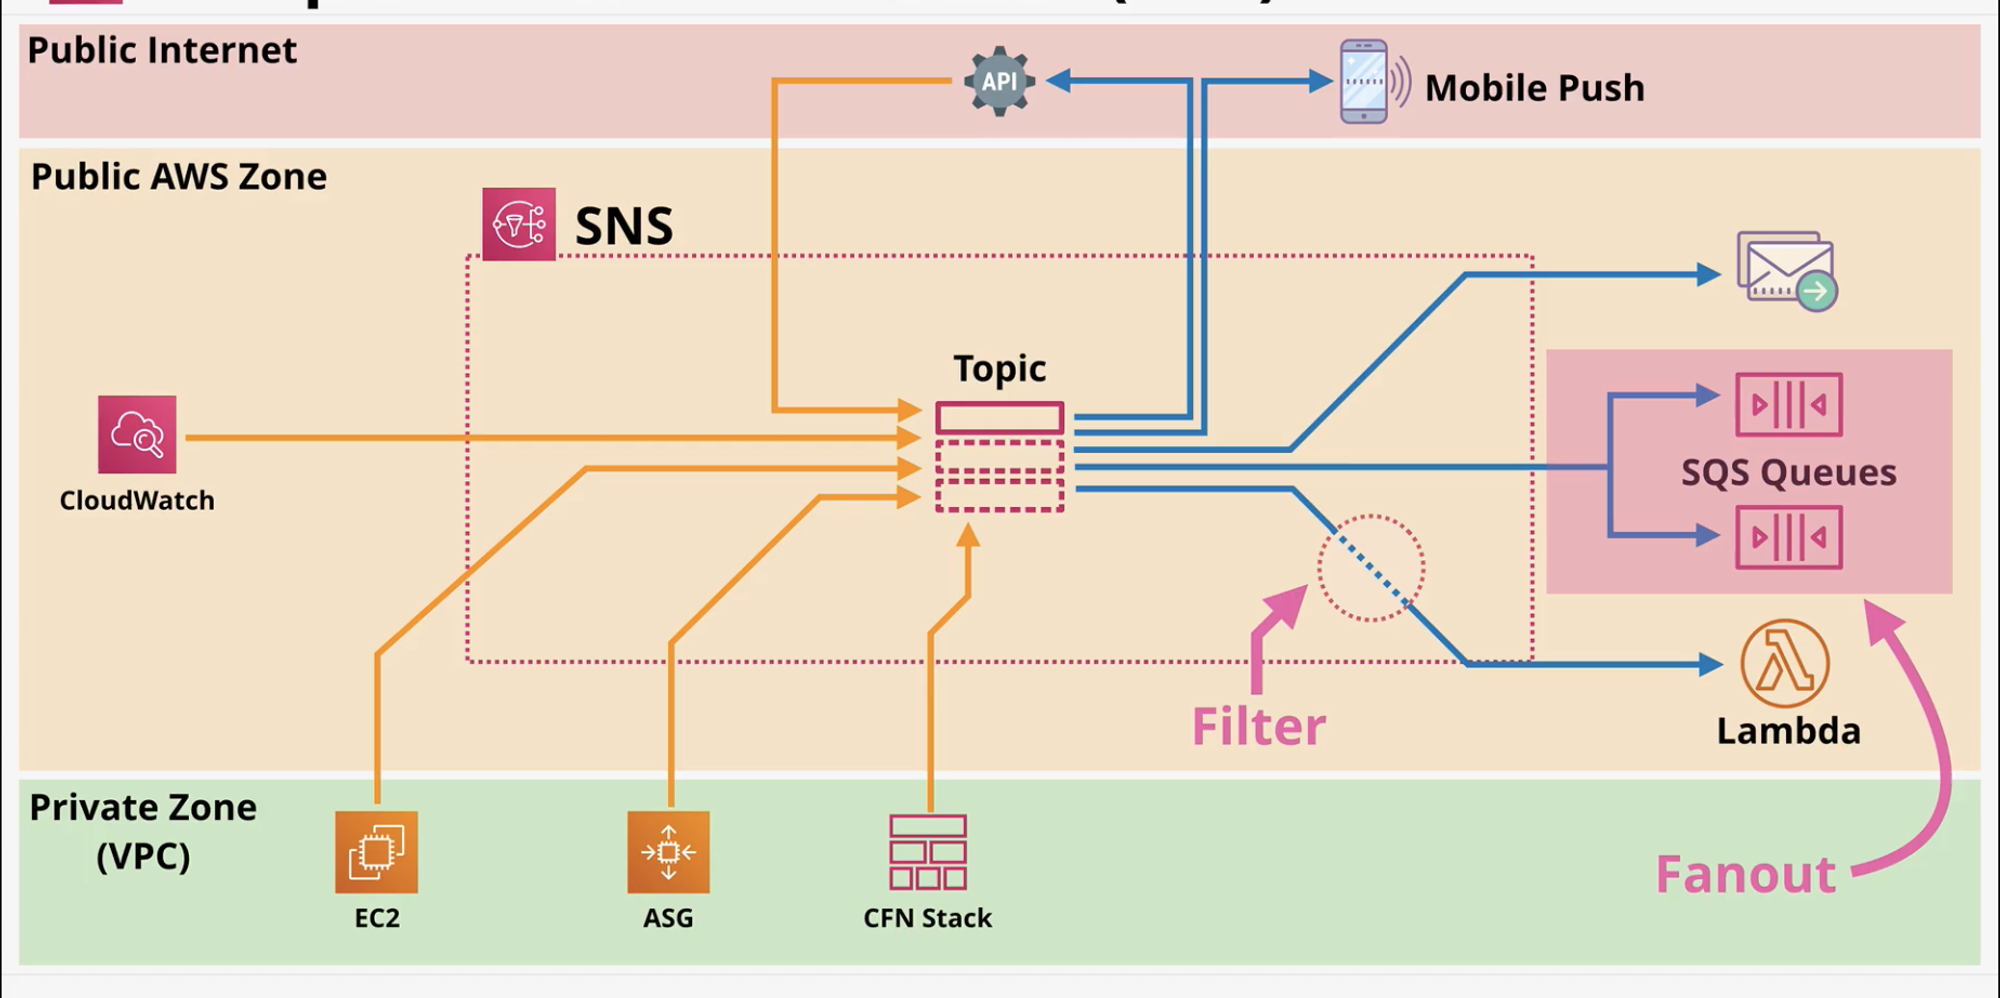 Public Internet
API
Mobile Push
Public AWS Zone
SNS
Topic
CloudWatch
SQS Queues
Filter
Lambda
Private Zone
(VPC)
EC2
ASG
CFN Stack
Fanout